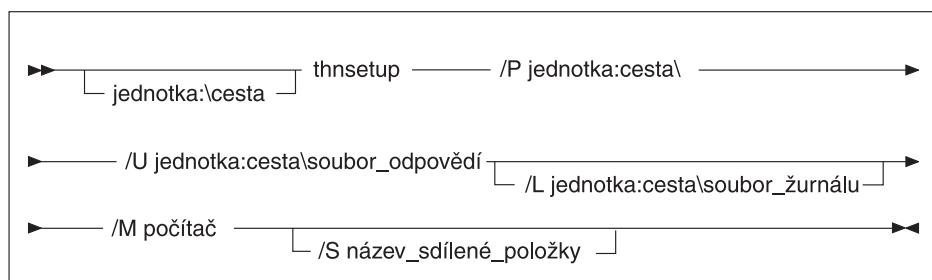 thnsetup /P jednotka:cesta\
jednotka:\cesta
/U jednotka:cesta\soubor_odpovědí
/L jednotka:cesta\soubor_žurnálu
/M počítač
/S název_sdílené_položky